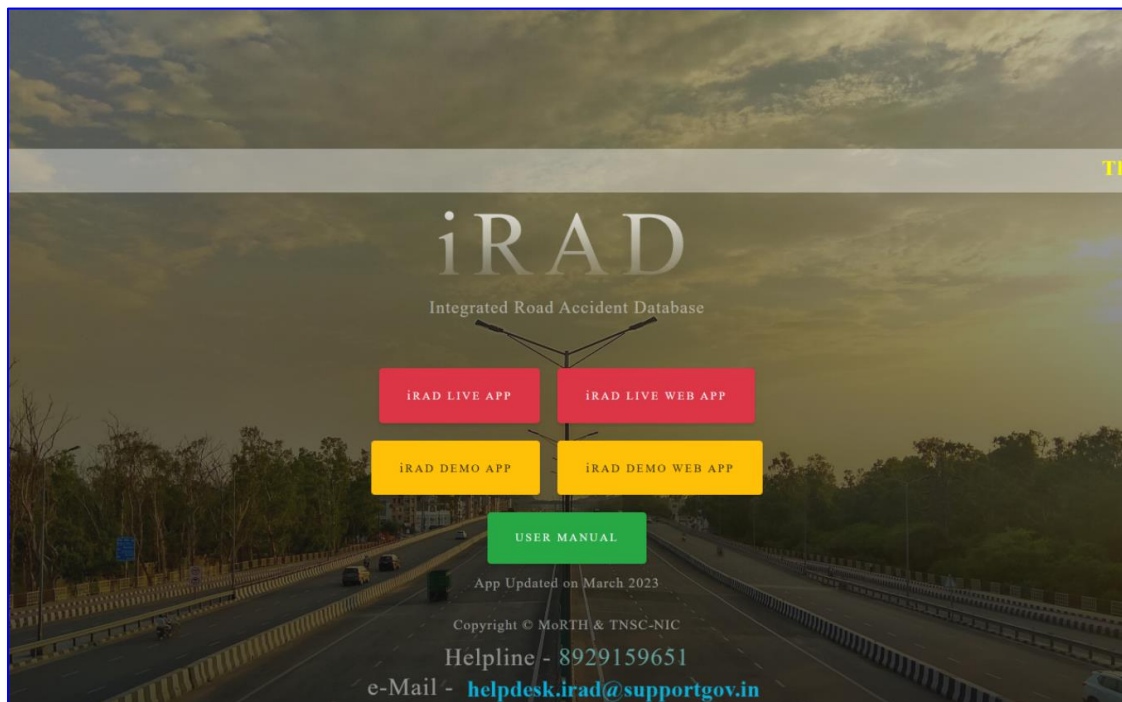 iRAD
Integrated Road Accident Database
iRAD LIVE APP
iRAD LIVE WEB APP
iRAD DEMO APP
iRAD DEMO WEB APP
USER MANUAL
App Updated on March 2023
Copyright © MoRTH & TNSC-NIC
Helpline - 8929159651
e-Mail - helpdesk.irad@supportgov.in